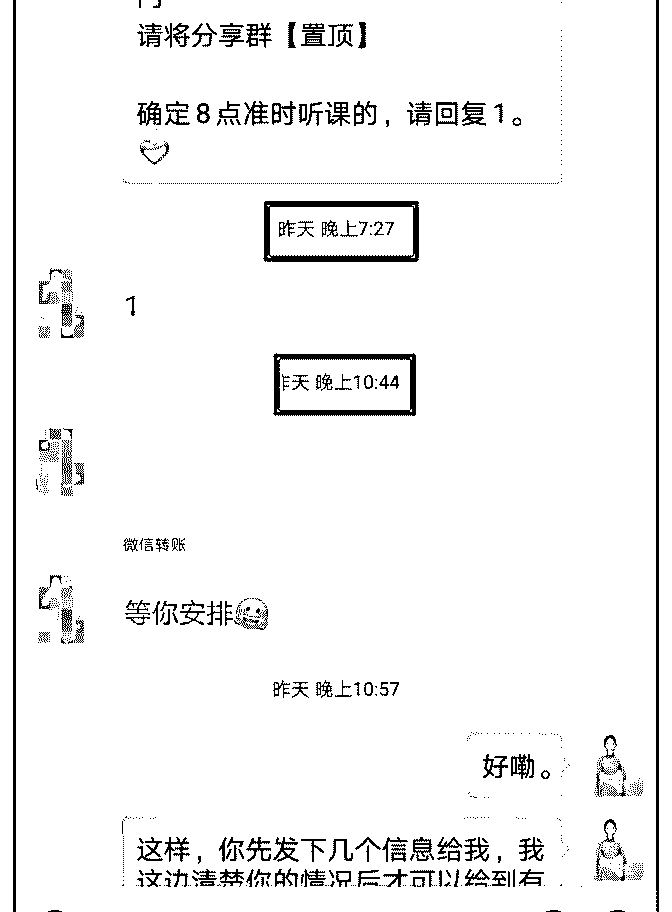 请将分享群【置顶】
确定8点准时听课的，请回复1。
昨天 晚上7:27
1
昨天 晚上10:44
微信转账
等你安排
昨天 晚上10:57
好嘞。
这样，你先发下几个信息给我，我
这边清楚你的情况后才可以给到有